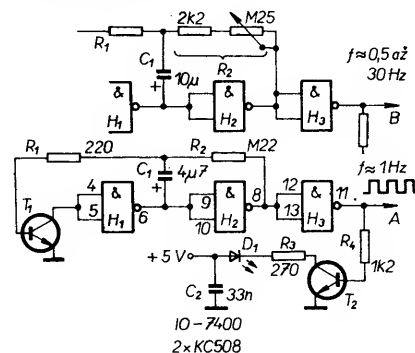 R₁ 2k2 M25
C₁ R₂
+ 10µ
& & &
H₁ H₂ H₃
f≈0,5 až
30 Hz
B
R₁ 220 C₁ R₂ M22
+ 4µ7
f≈1Hz
T₁ 4 & 5 H₁ 6 9 & 10 H₂ 8 12 & 13 H₃ 11 A
R₄
1k2
+5V D₁ R₃
270
C₂ 33n T₂
IO-7400
2×KC508